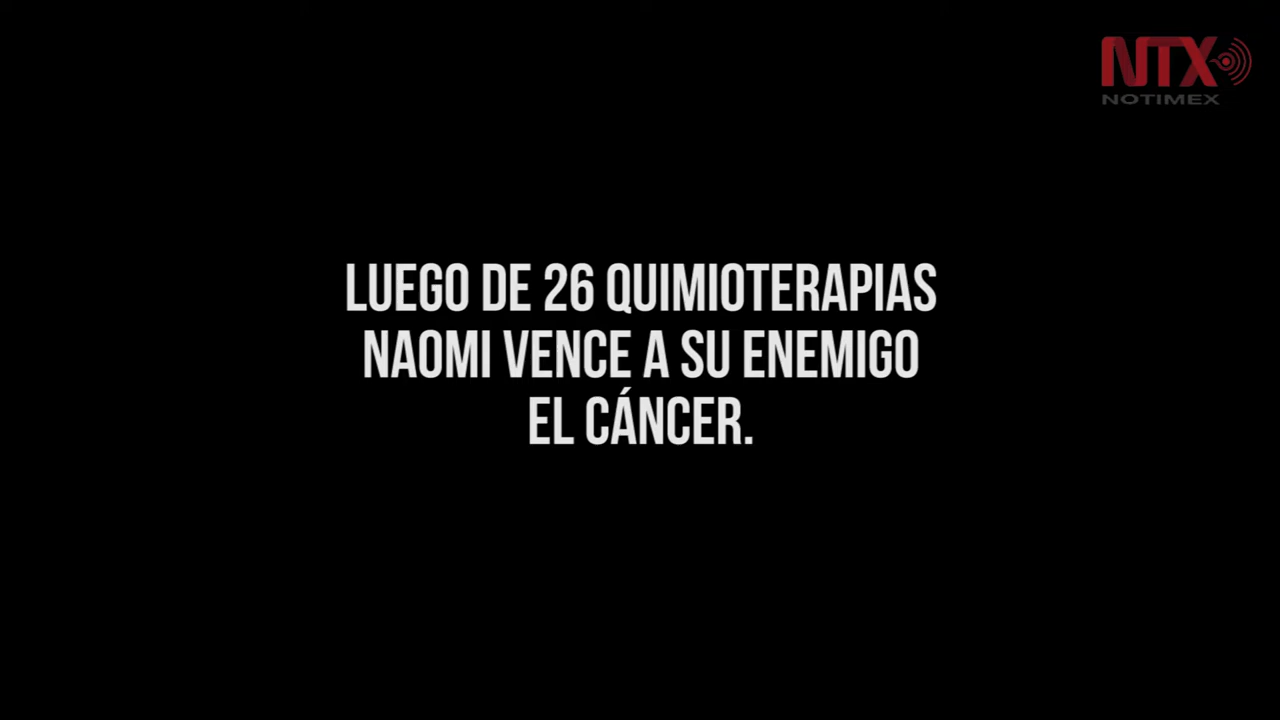 NTX
NOTIMEX
LUEGO DE 26 QUIMIOTERAPIAS
NAOMI VENCE A SU ENEMIGO
EL CÁNCER.